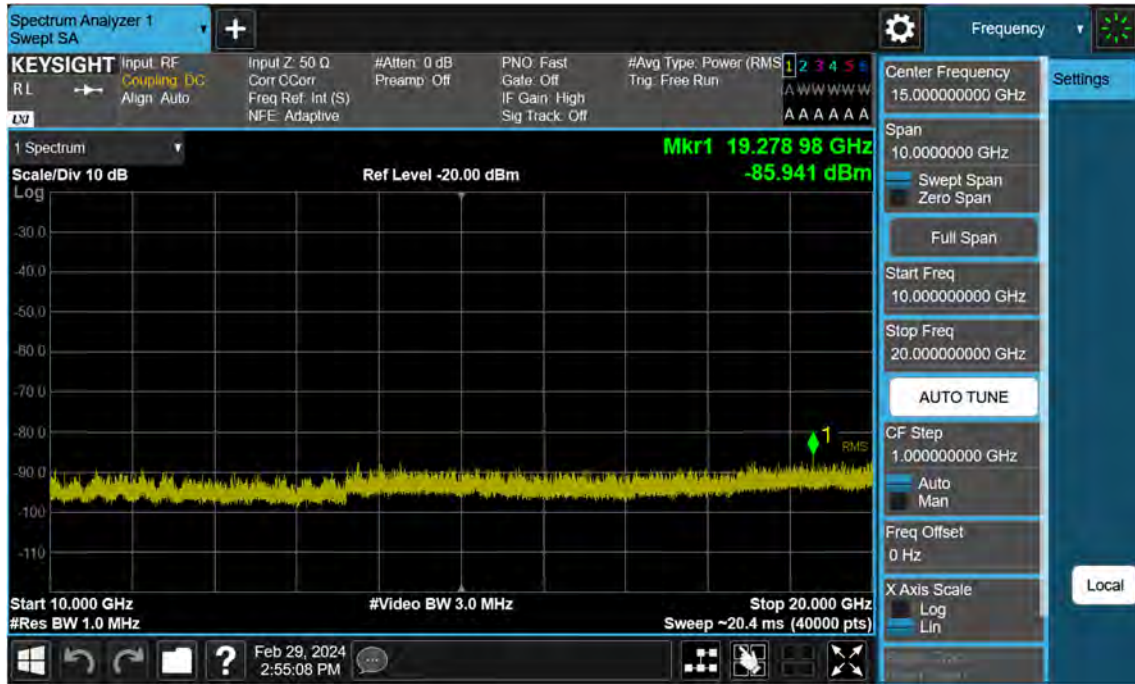 Spectrum Analyzer 1
Swept SA
+
Frequency
KEYSIGHT
RL
LXI
Input: RF
Coupling: DC
Align: Auto
Input Z: 50 Ω
Corr CCorr
Freq Ref: Int (S)
NFE: Adaptive
#Atten: 0 dB
Preamp: Off
PNO: Fast
Gate: Off
IF Gain: High
Sig Track: Off
#Avg Type: Power (RMS
Trig: Free Run
1 2 3 4 5 6
A W W W W W
A A A A A A
1 Spectrum
Mkr1 19.278 98 GHz
-85.941 dBm
Scale/Div 10 dB
Ref Level -20.00 dBm
Log
-30.0
-40.0
-50.0
-60.0
-70.0
-80.0
-90.0
-100
-110
1
RMS
Start 10.000 GHz
#Video BW 3.0 MHz
Stop 20.000 GHz
#Res BW 1.0 MHz
Sweep ~20.4 ms (40000 pts)
?
Feb 29, 2024
2:55:08 PM
Center Frequency
15.000000000 GHz
Settings
Span
10.0000000 GHz
Swept Span
Zero Span
Full Span
Start Freq
10.000000000 GHz
Stop Freq
20.000000000 GHz
AUTO TUNE
CF Step
1.000000000 GHz
Auto
Man
Freq Offset
0 Hz
X Axis Scale
Log
Lin
Local